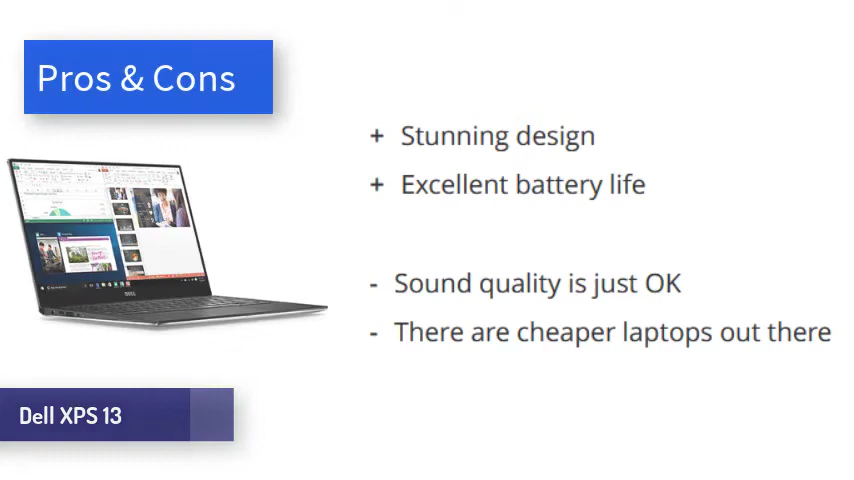 Pros & Cons
+ Stunning design
+ Excellent battery life
- Sound quality is just OK
- There are cheaper laptops out there
DELL
Dell XPS 13